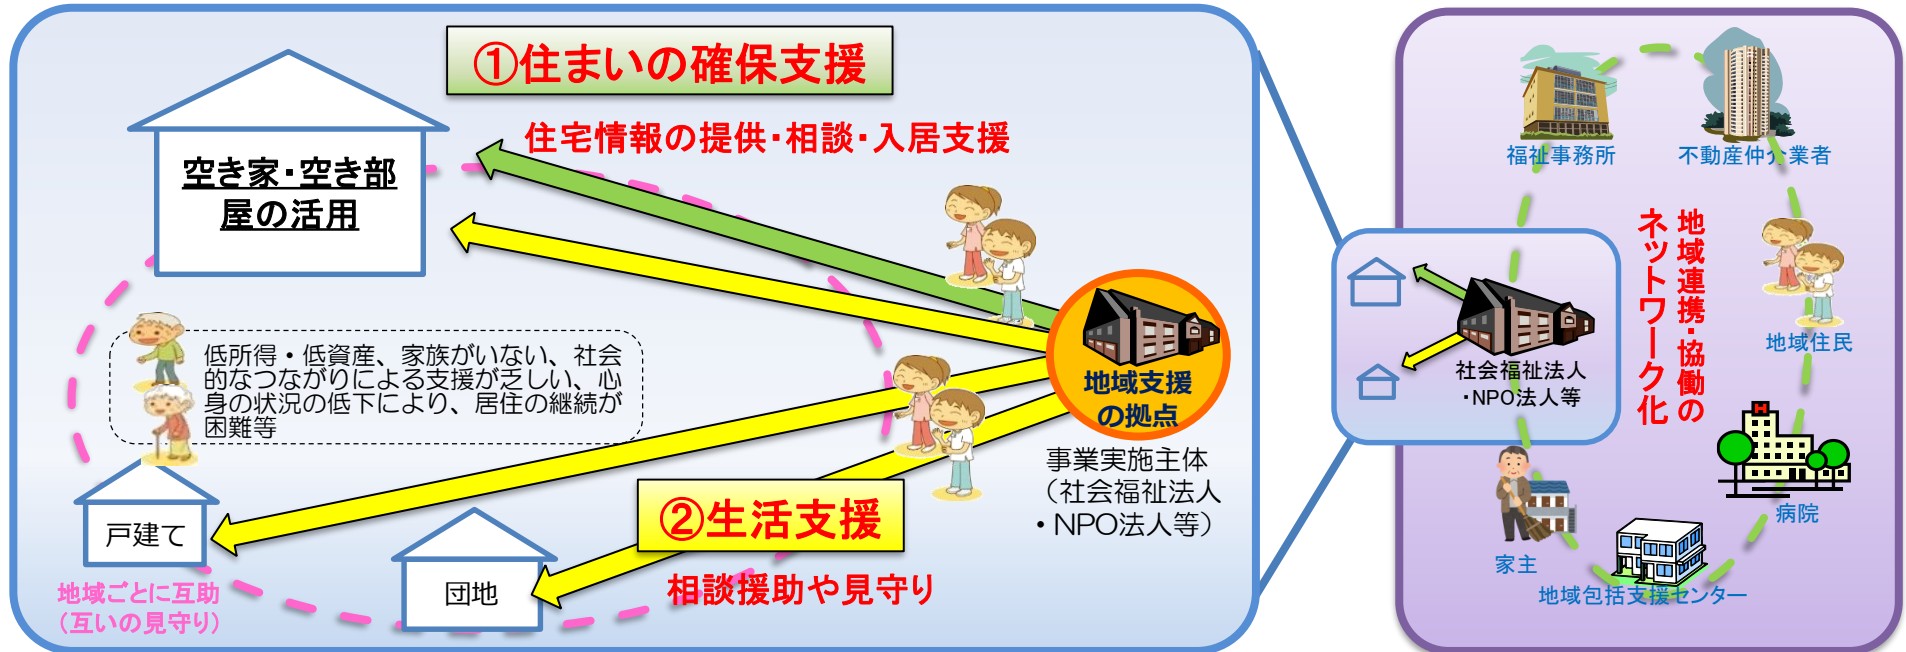 ①住まいの確保支援
住宅情報の提供・相談・入居支援
空き家・空き部
屋の活用
低所得・低資産、家族がいない、社会
的なつながりによる支援が乏しい、心
身の状況の低下により、居住の継続が
困難等
地域支援
の拠点
事業実施主体
（社会福祉法人
・NPO法人等）
戸建て
団地
②生活支援
相談援助や見守り
地域ごとに互助
（互いの見守り）
福祉事務所
不動産仲介業者
地域連携・協働の
ネットワーク化
地域住民
社会福祉法人
・NPO法人等
H
病院
家主
地域包括支援センター